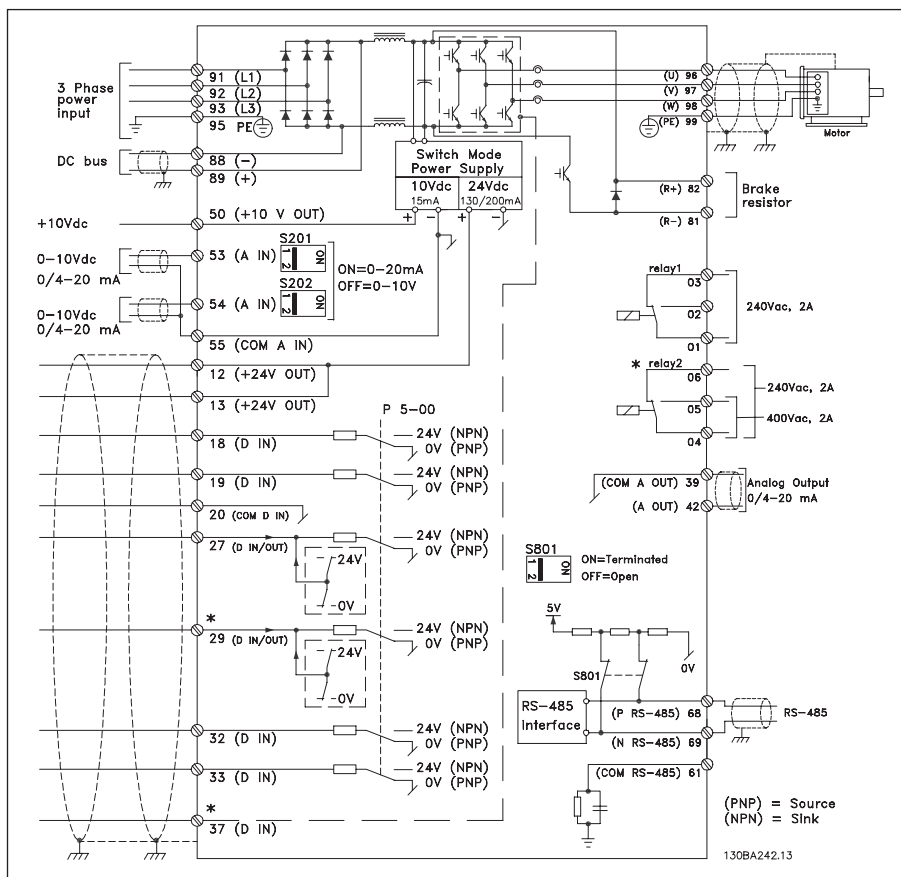 3 Phase
power
input
91 (L1)
92 (L2)
93 (L3)
95 PE
DC bus
88 (-)
89 (+)
+10Vdc
50 (+10 V OUT)
0-10Vdc
0/4-20 mA
53 (A IN)
S201
1 2
ON
ON=0-20mA
OFF=0-10V
0-10Vdc
0/4-20 mA
54 (A IN)
S202
1 2
ON
55 (COM A IN)
12 (+24V OUT)
13 (+24V OUT)
P 5-00
18 (D IN)
24V (NPN)
0V (PNP)
19 (D IN)
24V (NPN)
0V (PNP)
20 (COM D IN)
27 (D IN/OUT)
24V (NPN)
0V (PNP)
24V
0V
*
29 (D IN/OUT)
24V (NPN)
0V (PNP)
24V
0V
32 (D IN)
24V (NPN)
0V (PNP)
33 (D IN)
24V (NPN)
0V (PNP)
*
37 (D IN)
Switch Mode
Power Supply
10Vdc
15mA
24Vdc
130/200mA
+ - + -
(U) 96
(V) 97
(W) 98
(PE) 99
Motor
(R+) 82
(R-) 81
Brake
resistor
relay1
03
02
01
240Vac, 2A
* relay2
06
05
04
240Vac, 2A
400Vac, 2A
(COM A OUT) 39
(A OUT) 42
Analog Output
0/4-20 mA
S801
1 2
ON
ON=Terminated
OFF=Open
5V
S801
0V
RS-485
Interface
(P RS-485) 68
(N RS-485) 69
RS-485
(COM RS-485) 61
(PNP) = Source
(NPN) = Sink
130BA242.13